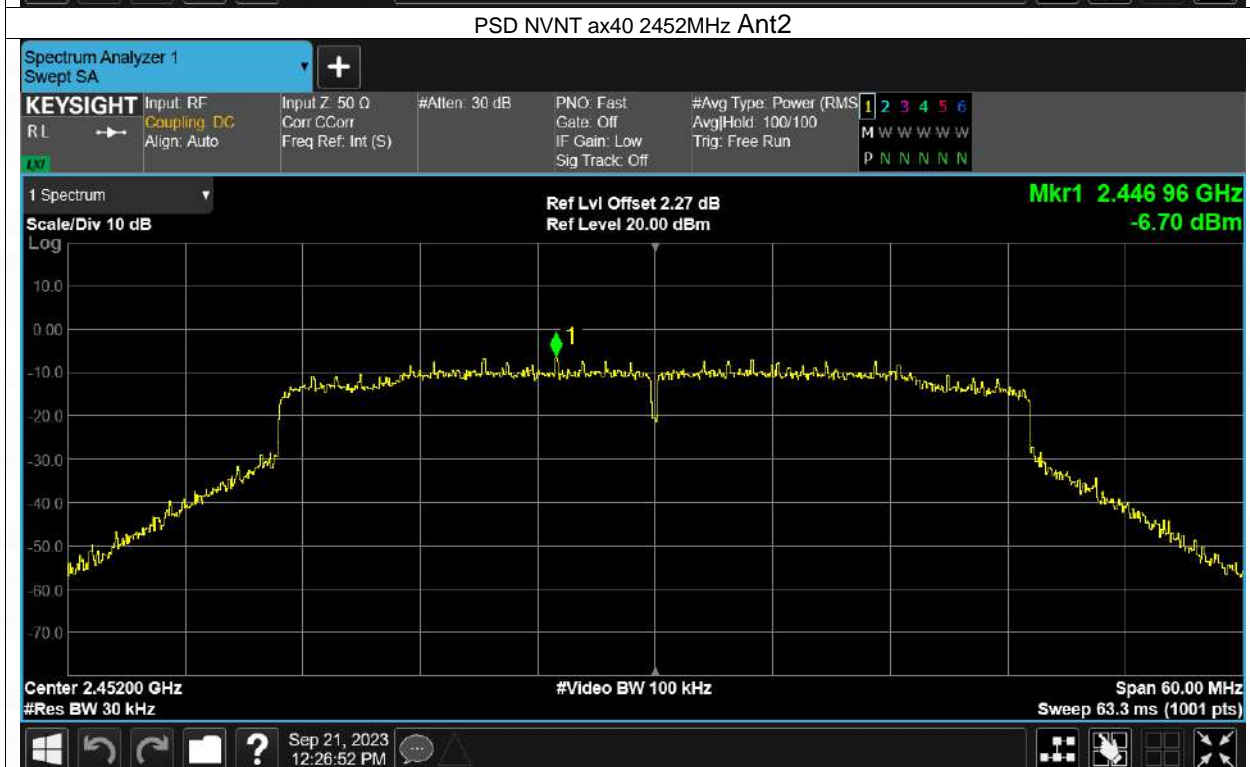 PSD NVNT ax40 2452MHz Ant2
Spectrum Analyzer 1
Swept SA
+
KEYSIGHT
RL
LXI
Input: RF
Coupling: DC
Align: Auto
Input Z: 50 Ω
Corr CCorr
Freq Ref: Int (S)
#Atten: 30 dB
PNO: Fast
Gate: Off
IF Gain: Low
Sig Track: Off
#Avg Type: Power (RMS
Avg|Hold: 100/100
Trig: Free Run
1 2 3 4 5 6
M W W W W W W
P N N N N N
1 Spectrum
Scale/Div 10 dB
Log
Ref Lvl Offset 2.27 dB
Ref Level 20.00 dBm
Mkr1 2.446 96 GHz
-6.70 dBm
10.0
0.00
-10.0
-20.0
-30.0
-40.0
-50.0
-60.0
-70.0
1
Center 2.45200 GHz
#Res BW 30 kHz
#Video BW 100 kHz
Span 60.00 MHz
Sweep 63.3 ms (1001 pts)
?
Sep 21, 2023
12:26:52 PM